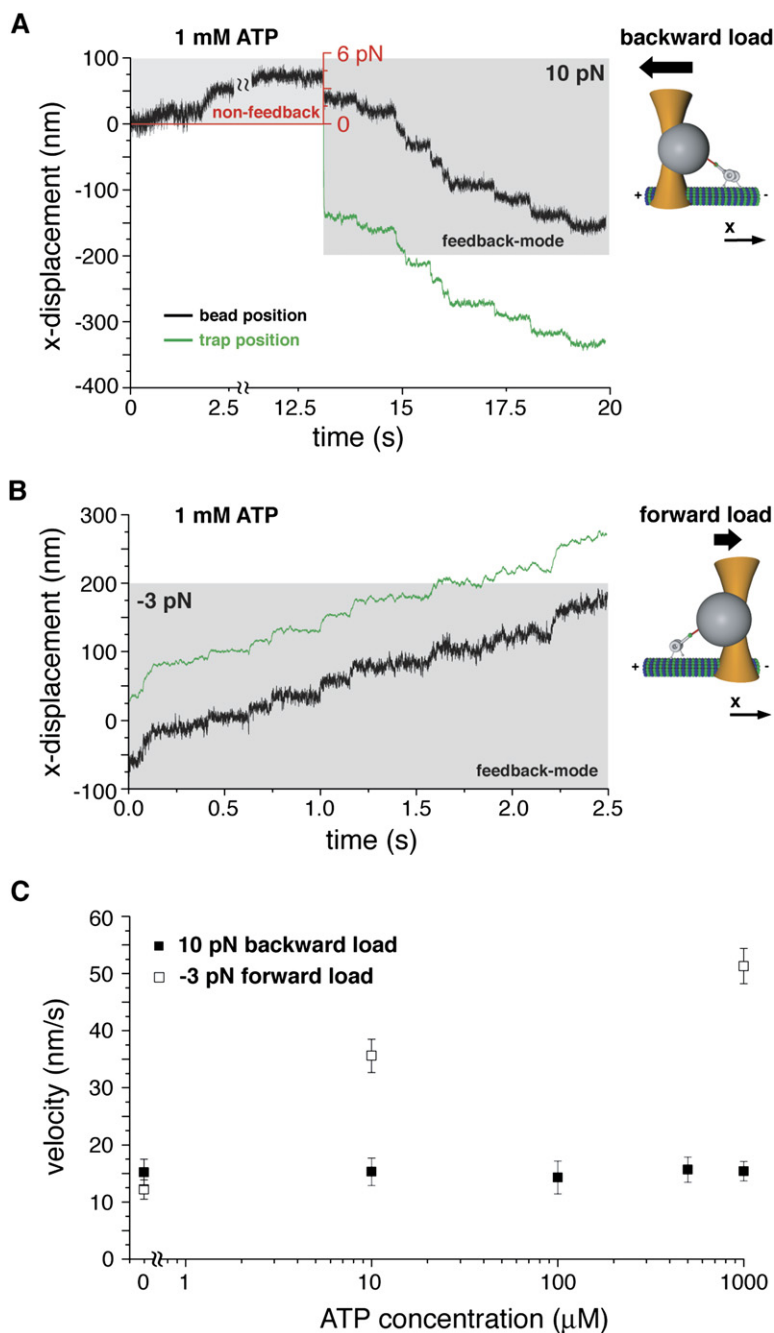 A
1 mM ATP
6 pN
10 pN
backward load
non-feedback
0
feedback-mode
x-displacement (nm)
100
0
-100
-200
-300
-400
bead position
trap position
+
-
x
0
2.5
12.5
15
17.5
20
time (s)
B
1 mM ATP
forward load
-3 pN
x-displacement (nm)
300
200
100
0
-100
feedback-mode
+
-
x
0.0
0.5
1.0
1.5
2.0
2.5
time (s)
C
10 pN backward load
-3 pN forward load
velocity (nm/s)
60
50
40
30
20
10
0
0
1
10
100
1000
ATP concentration (μM)